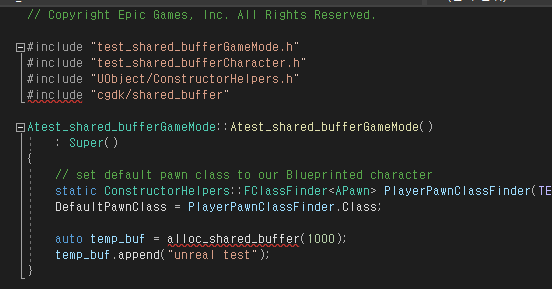 // Copyright Epic Games, Inc. All Rights Reserved.
#include "test_shared_bufferGameMode.h"
#include "test_shared_bufferCharacter.h"
#include "UObject/ConstructorHelpers.h"
#include "cgdk/shared_buffer"
Atest_shared_bufferGameMode::Atest_shared_bufferGameMode()
: Super()
{
// set default pawn class to our Blueprinted character
static ConstructorHelpers::FClassFinder<APawn> PlayerPawnClassFinder(TE
DefaultPawnClass = PlayerPawnClassFinder.Class;
auto temp_buf = alloc_shared_buffer(1000);
temp_buf.append("unreal test");
}